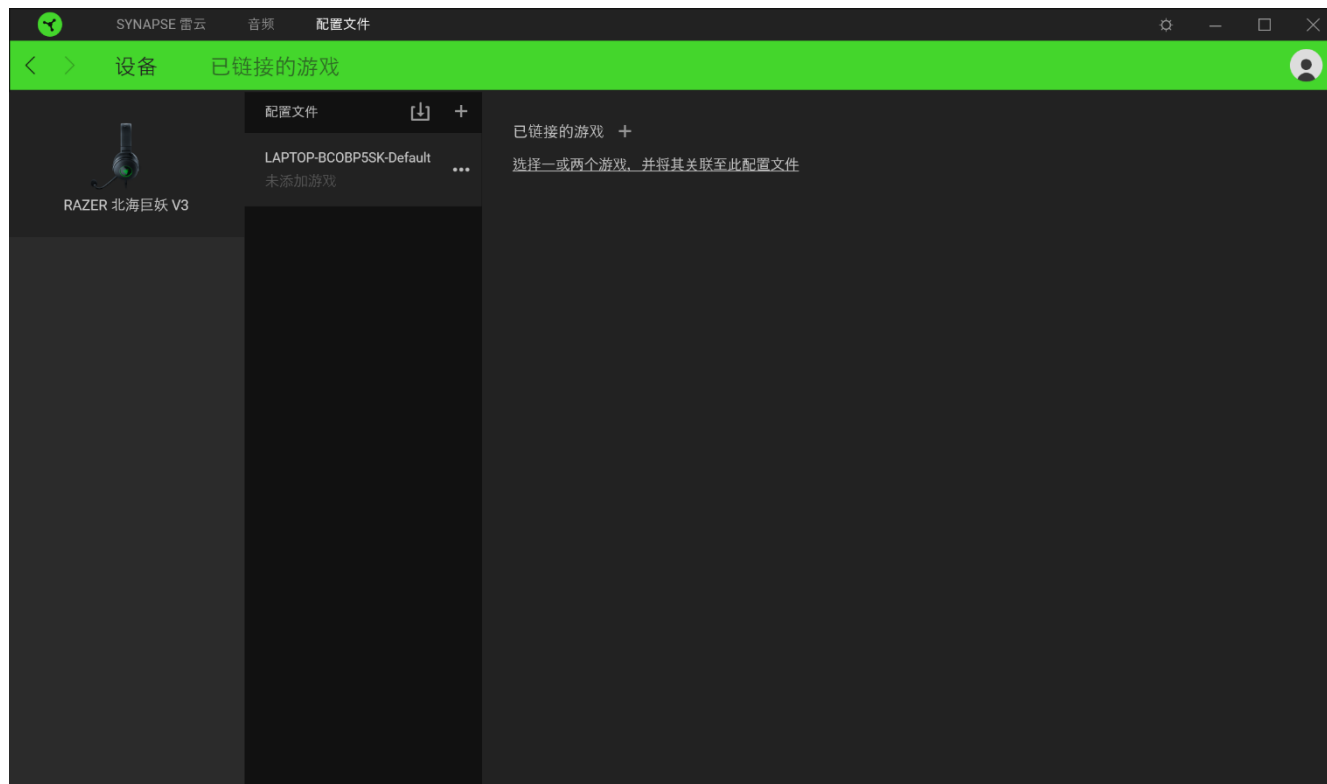 SYNAPSE 雷云 音频 配置文件
设备 已链接的游戏
RAZER 北海巨妖 V3
配置文件
LAPTOP-BCOBP5SK-Default
未添加游戏
已链接的游戏
选择一或两个游戏，并将其关联至此配置文件